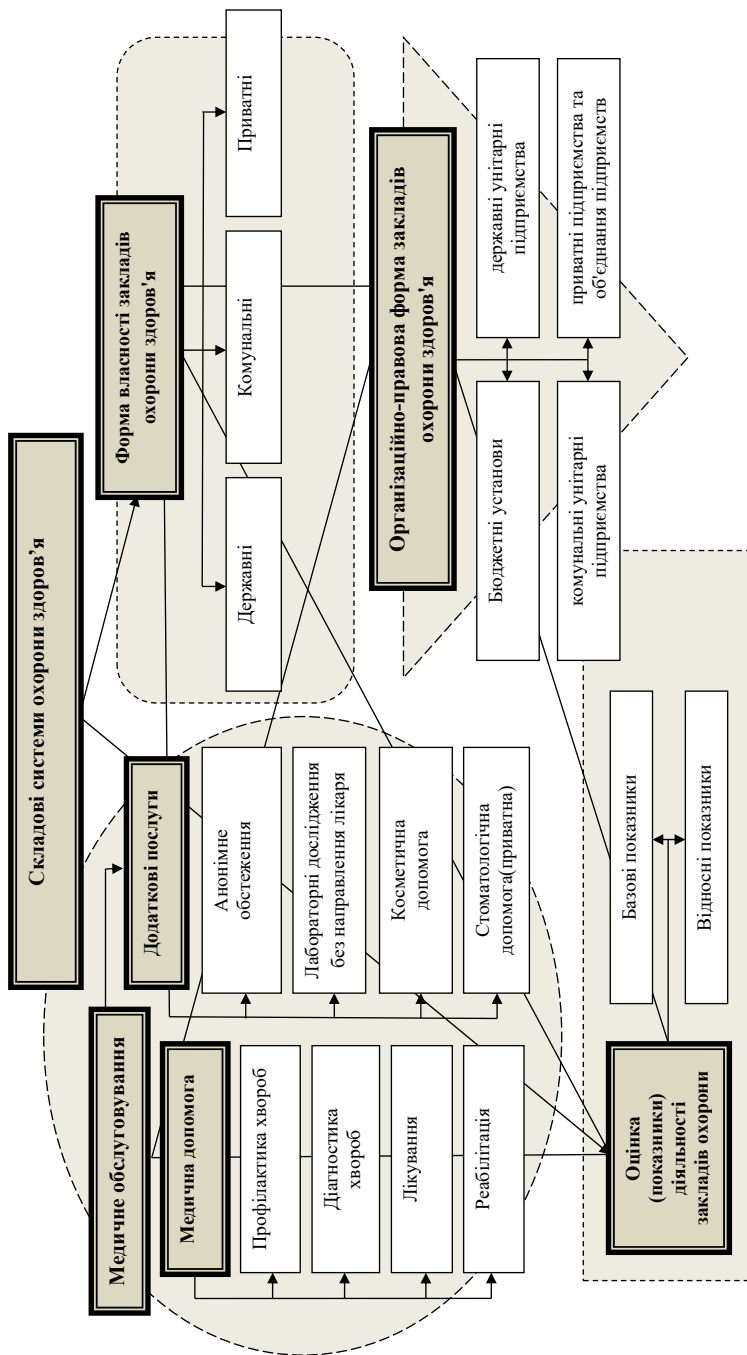 Складові системи охорони здоров’я
Медичне обслуговування
Додаткові послуги
Форма власності закладів
охорони здоров'я
Медична допомога
Профілактика хвороб
Діагностика
хвороб
Лікування
Реабілітація
Анонімне
обстеження
Лабораторні дослідження
без направлення лікаря
Косметична
допомога
Стоматологічна
допомога(приватна)
Державні
Комунальні
Приватні
Організаційно-правова форма закладів
охорони здоров'я
Бюджетні установи
державні унітарні
підприємства
комунальні унітарні
підприємства
приватні підприємства та
об'єднання підприємств
Оцінка
(показники)
діяльності
закладів охорони
Базові показники
Відносні показники